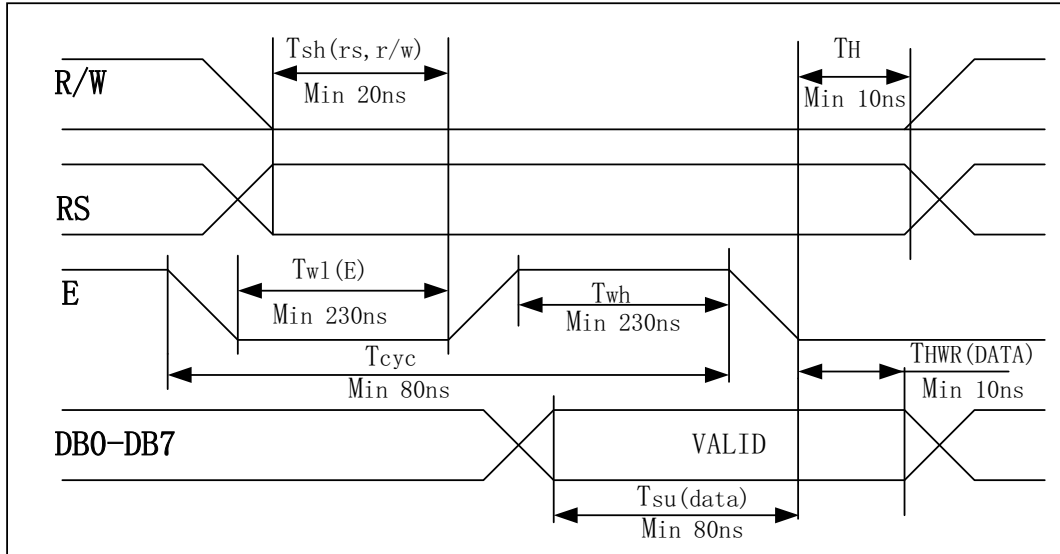 Tsh(rs,r/w)
Min 20ns
TH
Min 10ns
R/W
RS
E
Tw1(E)
Min 230ns
Twh
Min 230ns
Tcyc
Min 80ns
THWR(DATA)
Min 10ns
DB0-DB7
VALID
Tsu(data)
Min 80ns